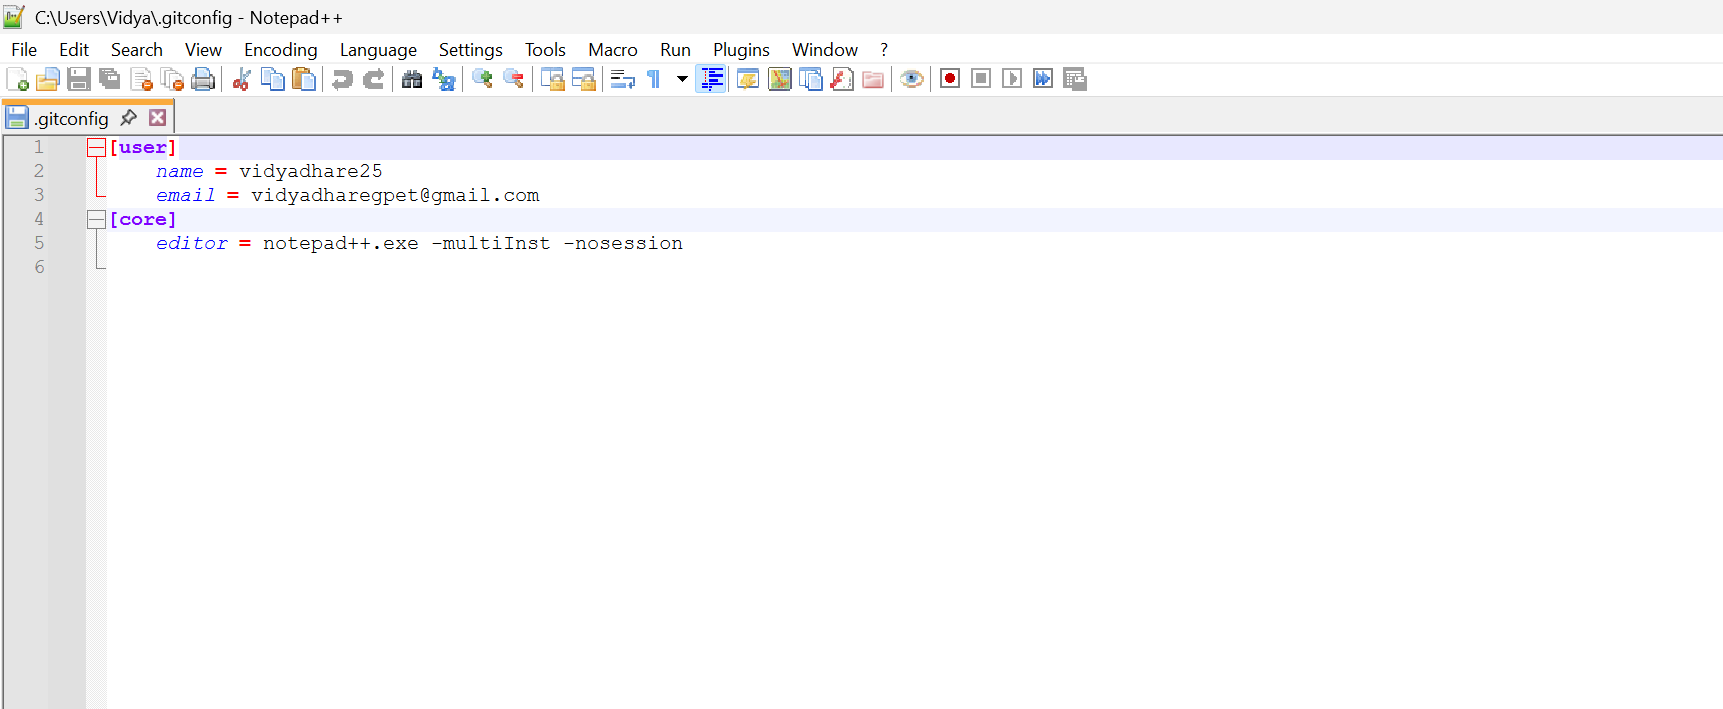 C:\Users\Vidya\.gitconfig - Notepad++
File Edit Search View Encoding Language Settings Tools Macro Run Plugins Window ?
.gitconfig
1 [user]
2 name = vidyadhare25
3 email = vidyadharegpet@gmail.com
4 [core]
5 editor = notepad++.exe -multiInst -nosession
6